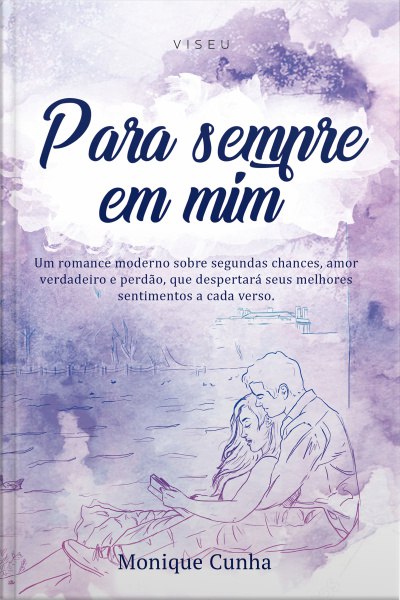 VISEU
Para sempre
em mim
Um romance moderno sobre segundas chances, amor
verdadeiro e perdão, que despertará seus melhores
sentimentos a cada verso.
Monique Cunha